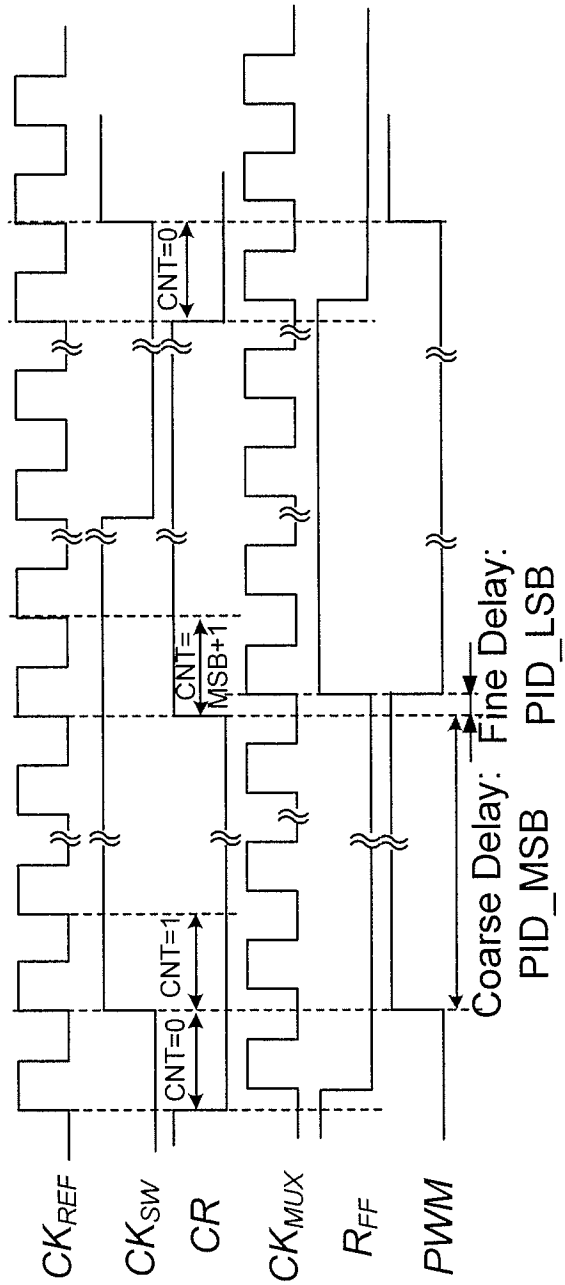 CK_REF
CK_SW
CR
CK_MUX
R_FF
PWM
CNT=0
CNT=1
CNT=
MSB+1
CNT=0
Coarse Delay:
PID_MSB
Fine Delay:
PID_LSB